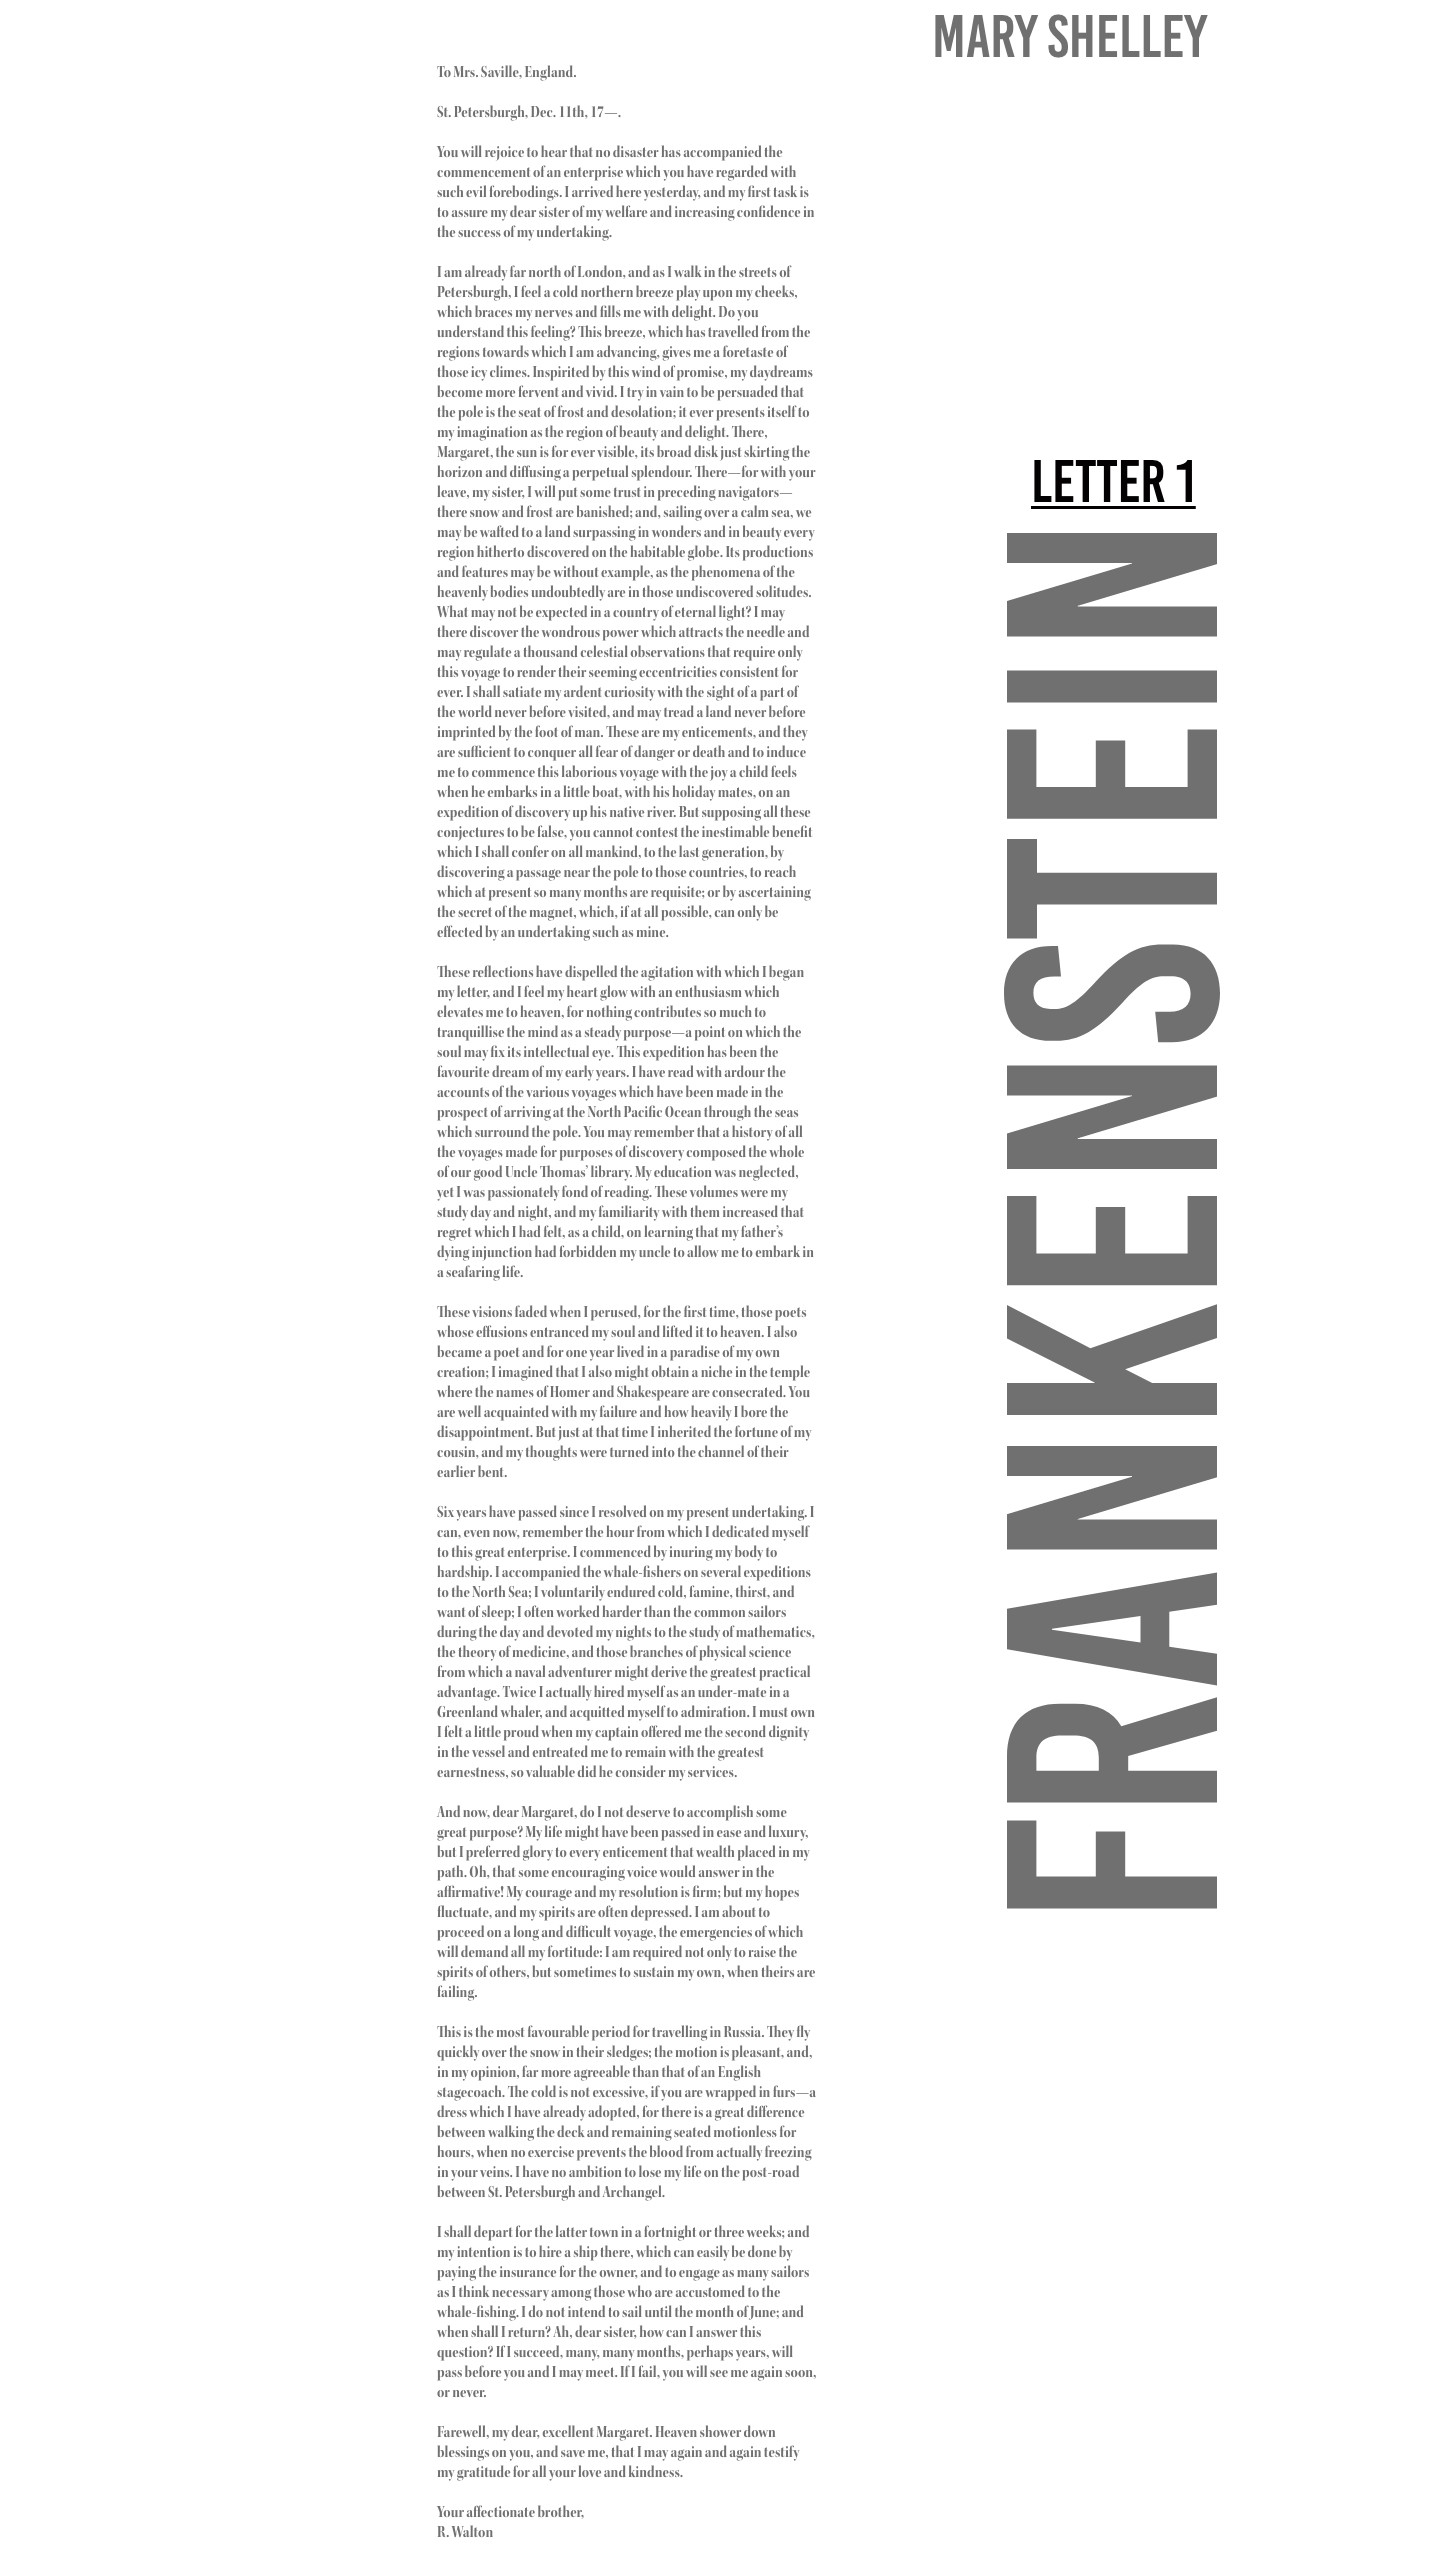 MARY SHELLEY
To Mrs. Saville, England.
St. Petersburgh, Dec. 11th, 17—.
You will rejoice to hear that no disaster has accompanied the
commencement of an enterprise which you have regarded with
such evil forebodings. I arrived here yesterday, and my first task is
to assure my dear sister of my welfare and increasing confidence in
the success of my undertaking.
I am already far north of London, and as I walk in the streets of
Petersburgh, I feel a cold northern breeze play upon my cheeks,
which braces my nerves and fills me with delight. Do you
understand this feeling? This breeze, which has travelled from the
regions towards which I am advancing, gives me a foretaste of
those icy climes. Inspirited by this wind of promise, my daydreams
become more fervent and vivid. I try in vain to be persuaded that
the pole is the seat of frost and desolation; it ever presents itself to
my imagination as the region of beauty and delight. There,
Margaret, the sun is for ever visible, its broad disk just skirting the
horizon and diffusing a perpetual splendour. There—for with your
leave, my sister, I will put some trust in preceding navigators—
there snow and frost are banished; and, sailing over a calm sea, we
may be wafted to a land surpassing in wonders and in beauty every
region hitherto discovered on the habitable globe. Its productions
and features may be without example, as the phenomena of the
heavenly bodies undoubtedly are in those undiscovered solitudes.
What may not be expected in a country of eternal light? I may
there discover the wondrous power which attracts the needle and
may regulate a thousand celestial observations that require only
this voyage to render their seeming eccentricities consistent for
ever. I shall satiate my ardent curiosity with the sight of a part of
the world never before visited, and may tread a land never before
imprinted by the foot of man. These are my enticements, and they
are sufficient to conquer all fear of danger or death and to induce
me to commence this laborious voyage with the joy a child feels
when he embarks in a little boat, with his holiday mates, on an
expedition of discovery up his native river. But supposing all these
conjectures to be false, you cannot contest the inestimable benefit
which I shall confer on all mankind, to the last generation, by
discovering a passage near the pole to those countries, to reach
which at present so many months are requisite; or by ascertaining
the secret of the magnet, which, if at all possible, can only be
effected by an undertaking such as mine.
These reflections have dispelled the agitation with which I began
my letter, and I feel my heart glow with an enthusiasm which
elevates me to heaven, for nothing contributes so much to
tranquillise the mind as a steady purpose—a point on which the
soul may fix its intellectual eye. This expedition has been the
favourite dream of my early years. I have read with ardour the
accounts of the various voyages which have been made in the
prospect of arriving at the North Pacific Ocean through the seas
which surround the pole. You may remember that a history of all
the voyages made for purposes of discovery composed the whole
of our good Uncle Thomas’ library. My education was neglected,
yet I was passionately fond of reading. These volumes were my
study day and night, and my familiarity with them increased that
regret which I had felt, as a child, on learning that my father’s
dying injunction had forbidden my uncle to allow me to embark in
a seafaring life.
These visions faded when I perused, for the first time, those poets
whose effusions entranced my soul and lifted it to heaven. I also
became a poet and for one year lived in a paradise of my own
creation; I imagined that I also might obtain a niche in the temple
where the names of Homer and Shakespeare are consecrated. You
are well acquainted with my failure and how heavily I bore the
disappointment. But just at that time I inherited the fortune of my
cousin, and my thoughts were turned into the channel of their
earlier bent.
Six years have passed since I resolved on my present undertaking. I
can, even now, remember the hour from which I dedicated myself
to this great enterprise. I commenced by inuring my body to
hardship. I accompanied the whale-fishers on several expeditions
to the North Sea; I voluntarily endured cold, famine, thirst, and
want of sleep; I often worked harder than the common sailors
during the day and devoted my nights to the study of mathematics,
the theory of medicine, and those branches of physical science
from which a naval adventurer might derive the greatest practical
advantage. Twice I actually hired myself as an under-mate in a
Greenland whaler, and acquitted myself to admiration. I must own
I felt a little proud when my captain offered me the second dignity
in the vessel and entreated me to remain with the greatest
earnestness, so valuable did he consider my services.
And now, dear Margaret, do I not deserve to accomplish some
great purpose? My life might have been passed in ease and luxury,
but I preferred glory to every enticement that wealth placed in my
path. Oh, that some encouraging voice would answer in the
affirmative! My courage and my resolution is firm; but my hopes
fluctuate, and my spirits are often depressed. I am about to
proceed on a long and difficult voyage, the emergencies of which
will demand all my fortitude: I am required not only to raise the
spirits of others, but sometimes to sustain my own, when theirs are
failing.
This is the most favourable period for travelling in Russia. They fly
quickly over the snow in their sledges; the motion is pleasant, and,
in my opinion, far more agreeable than that of an English
stagecoach. The cold is not excessive, if you are wrapped in furs—a
dress which I have already adopted, for there is a great difference
between walking the deck and remaining seated motionless for
hours, when no exercise prevents the blood from actually freezing
in your veins. I have no ambition to lose my life on the post-road
between St. Petersburgh and Archangel.
I shall depart for the latter town in a fortnight or three weeks; and
my intention is to hire a ship there, which can easily be done by
paying the insurance for the owner, and to engage as many sailors
as I think necessary among those who are accustomed to the
whale-fishing. I do not intend to sail until the month of June; and
when shall I return? Ah, dear sister, how can I answer this
question? If I succeed, many, many months, perhaps years, will
pass before you and I may meet. If I fail, you will see me again soon,
or never.
Farewell, my dear, excellent Margaret. Heaven shower down
blessings on you, and save me, that I may again and again testify
my gratitude for all your love and kindness.
Your affectionate brother,
R. Walton
LETTER 1
FRANKENSTEIN